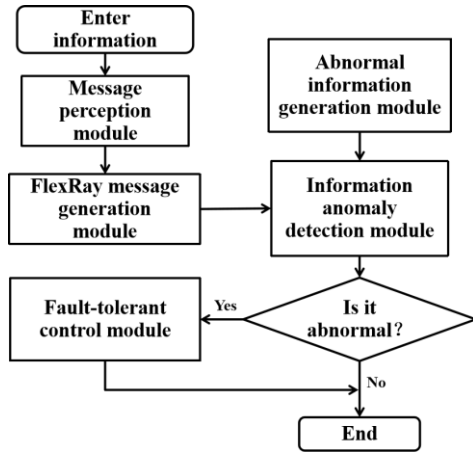 Enter
information
Message
perception
module
FlexRay message
generation
module
Abnormal
information
generation module
Information
anomaly
detection module
Is it
abnormal?
Yes
Fault-tolerant
control module
No
End